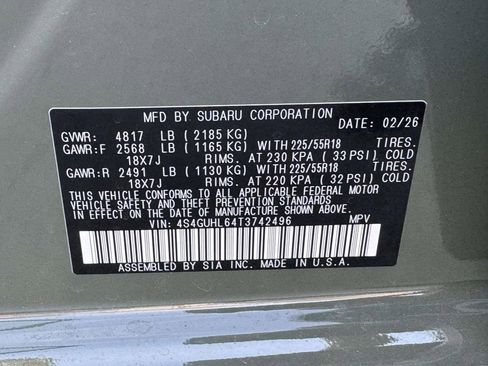 MFD BY SUBARU CORPORATION DATE: 02/26
GVWR: 4817 LB (2185 KG)
GAWR:F 2568 LB (1165 KG) WITH 225/55R18 TIRES.
18X7J RIMS. AT 230 KPA (33 PSI) COLD
GAWR:R 2491 LB (1130 KG) WITH 225/55R18 TIRES.
18X7J RIMS. AT 220 KPA (32 PSI) COLD
THIS VEHICLE CONFORMS TO ALL APPLICABLE FEDERAL MOTOR
VEHICLE SAFETY AND THEFT PREVENTION STANDARDS
IN EFFECT ON THE DATE OF MANUFACTURE SHOWN ABOVE.
VIN: 4S4GUHL64T3742496 MPV
ASSEMBLED BY SIA INC. MADE IN U.S.A.